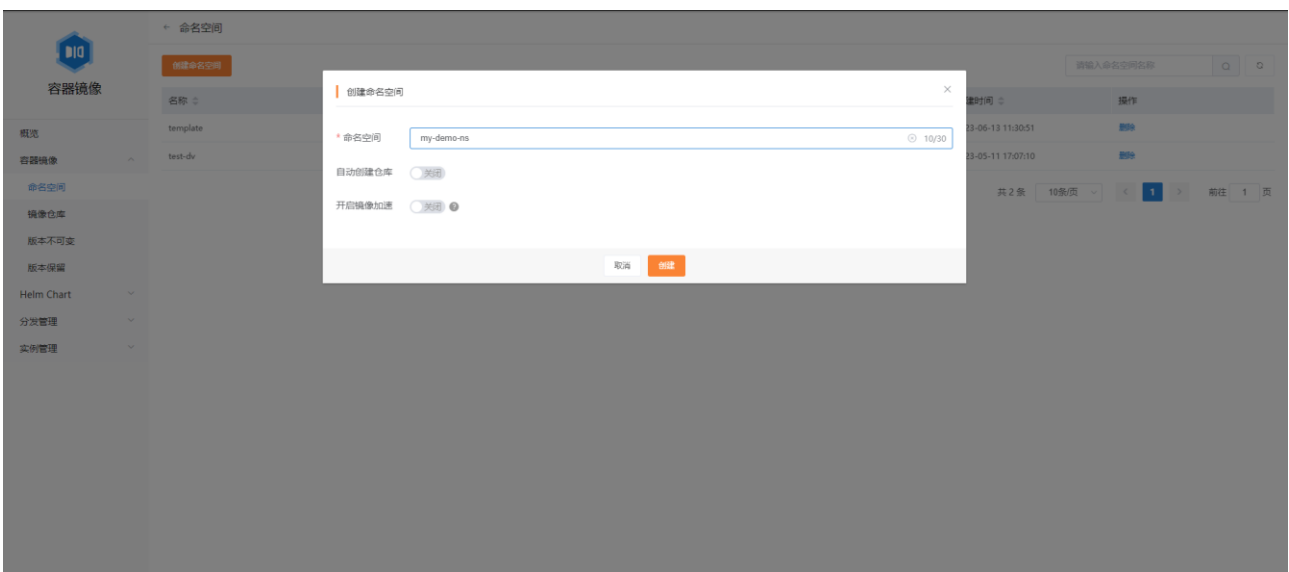 命名空间
容器镜像
创建命名空间
请输入命名空间名称
创建命名空间
名称
建时间
操作
概览
template
* 命名空间
my-demo-ns
10/30
23-06-13 11:30:51
删除
容器镜像
test-dv
23-05-11 17:07:10
删除
自动创建仓库
关闭
命名空间
共 2 条
10条/页
1
前往
1
页
开启镜像加速
关闭
镜像仓库
版本不可变
版本保留
取消
创建
Helm Chart
分发管理
实例管理